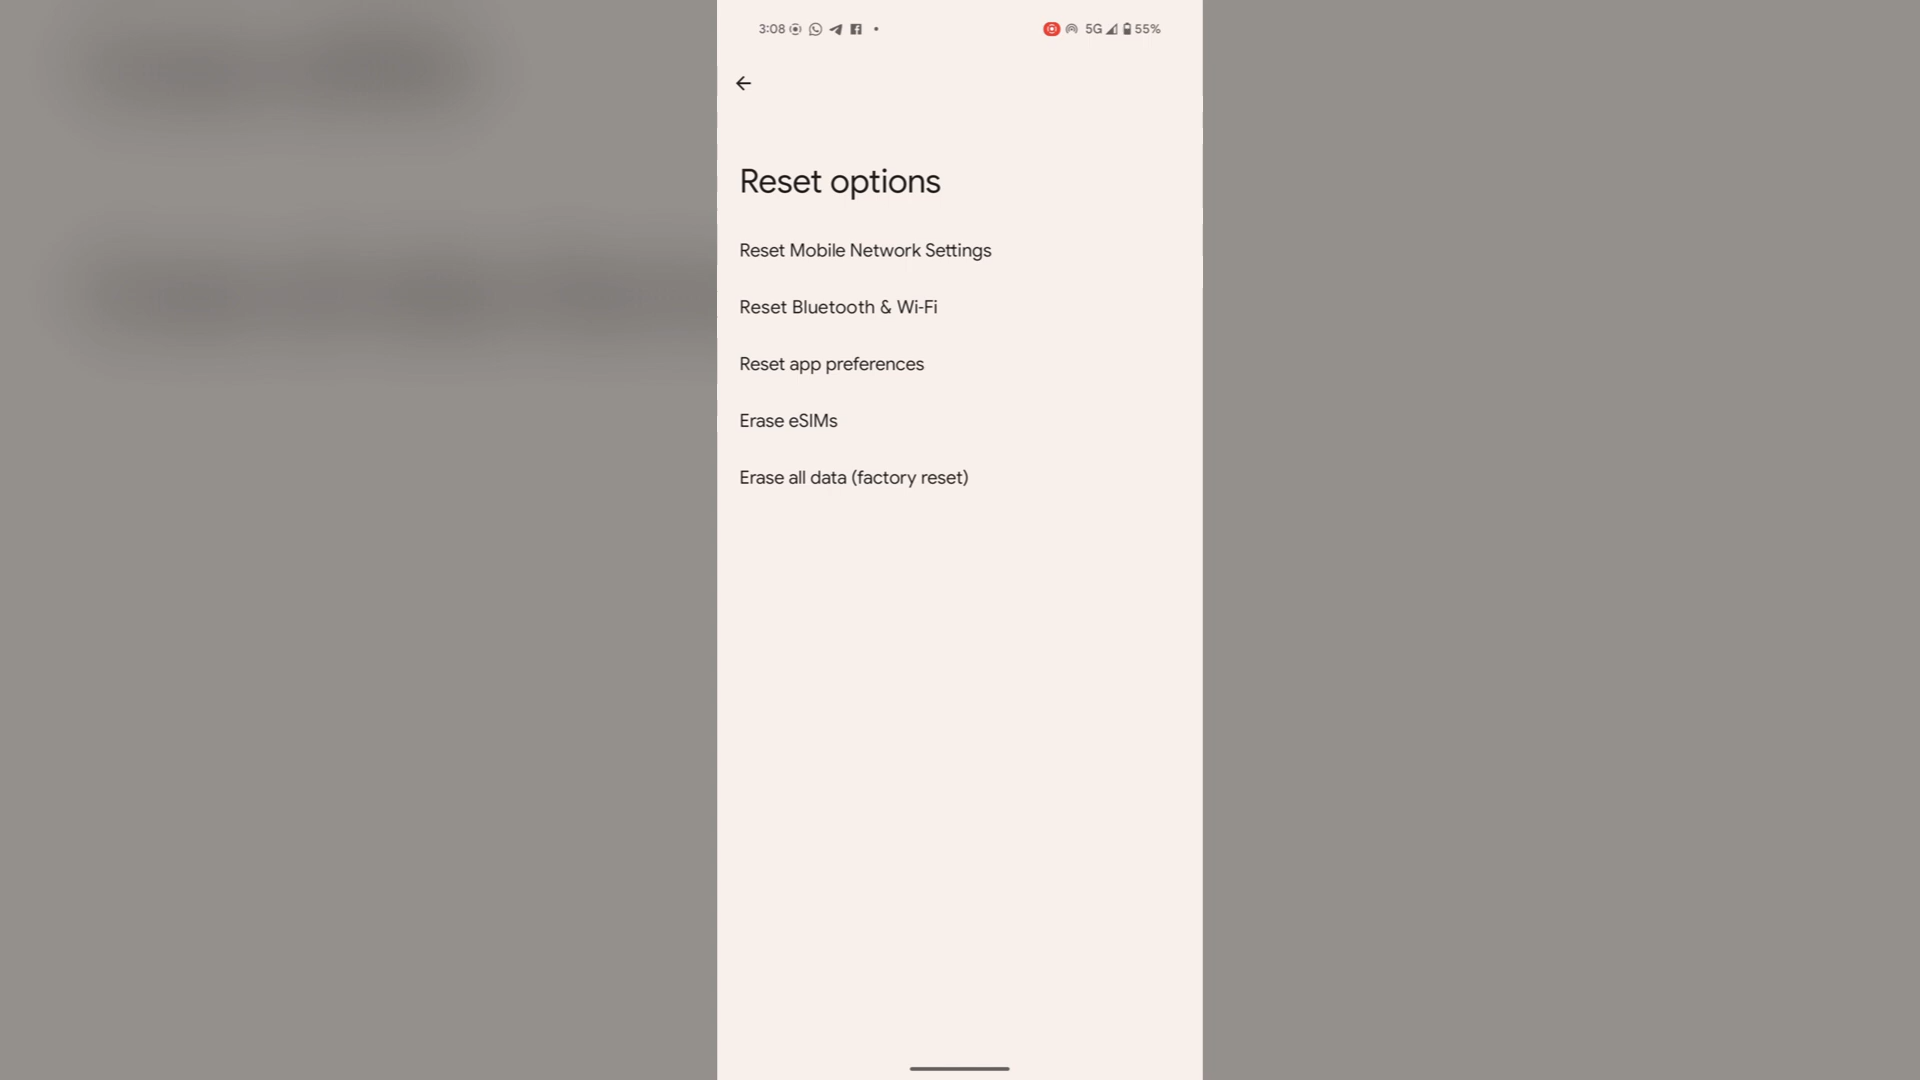 3:08
5G 55%
Reset options
Reset Mobile Network Settings
Reset Bluetooth & Wi-Fi
Reset app preferences
Erase eSIMs
Erase all data (factory reset)